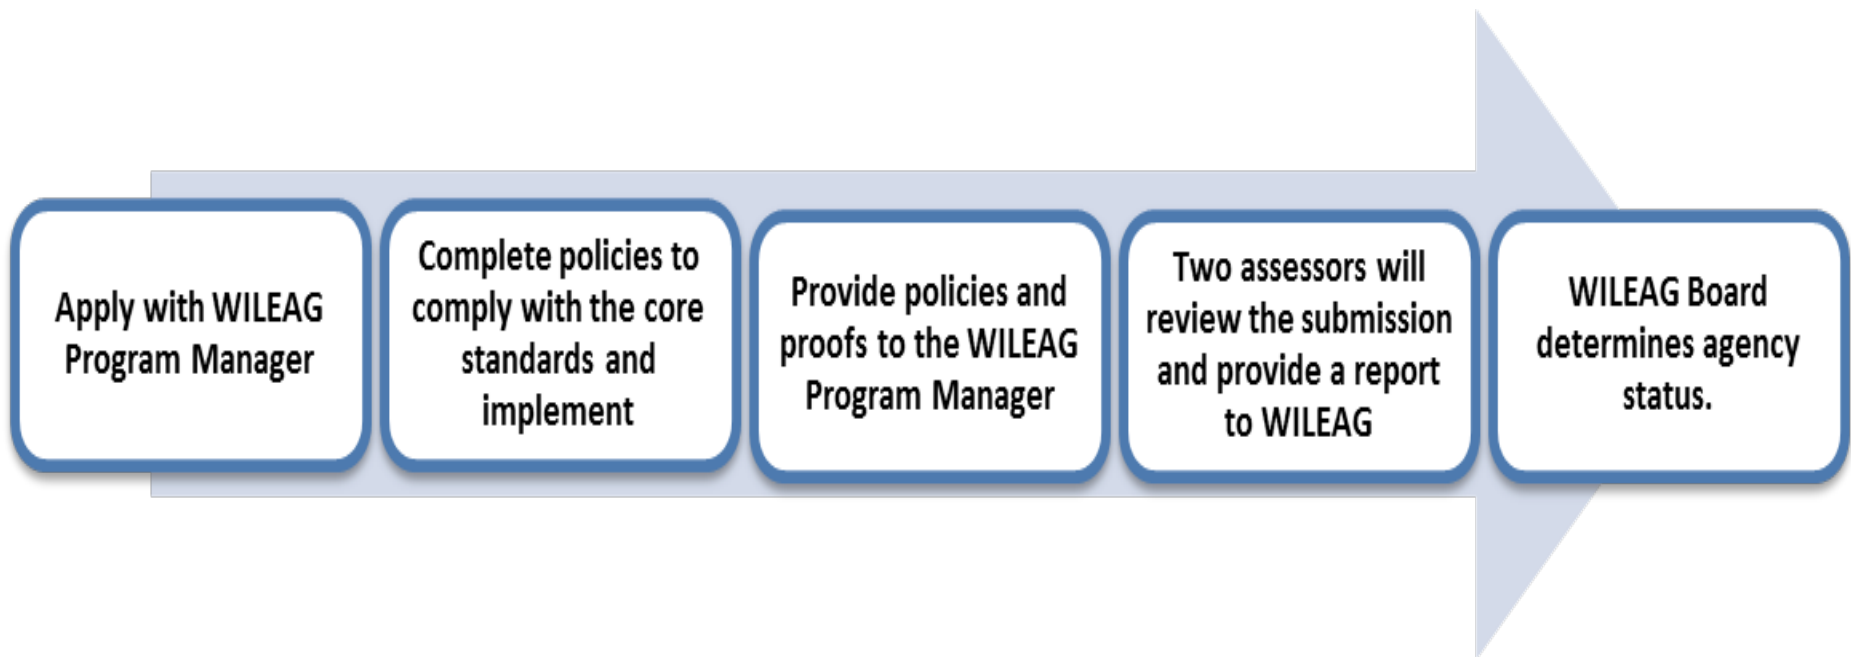 Apply with WILEAG
Program Manager
Complete policies to
comply with the core
standards and
implement
Provide policies and
proofs to the WILEAG
Program Manager
Two assessors will
review the submission
and provide a report
to WILEAG
WILEAG Board
determines agency
status.